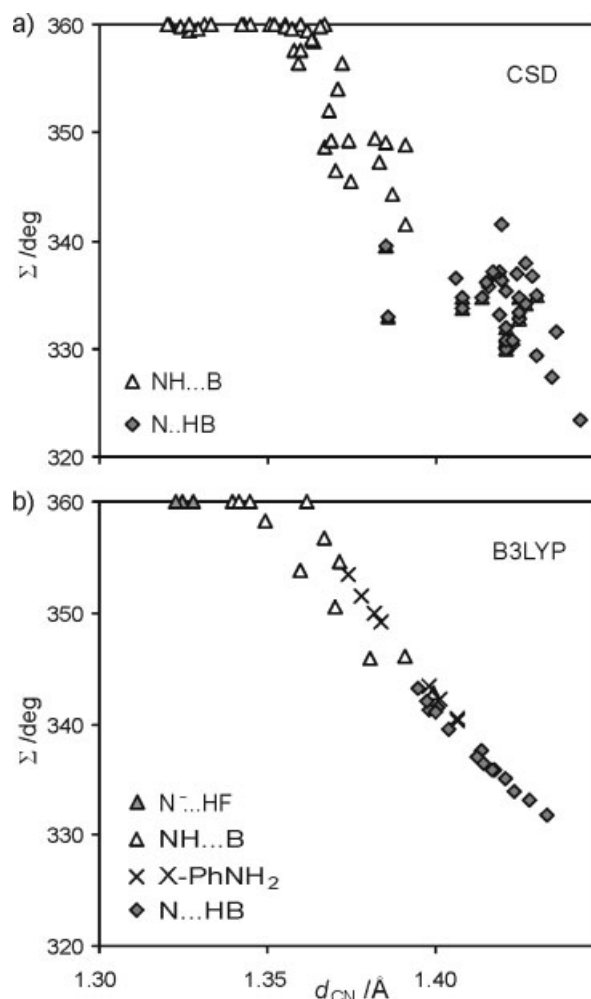 a)
360
CSD
350
Σ /deg
340
330
NH...B
N..HB
320
b)
360
B3LYP
350
Σ /deg
340
N⁻...HF
NH...B
330
X-PhNH₂
N...HB
320
1.30
1.35
1.40
d_CN /Å